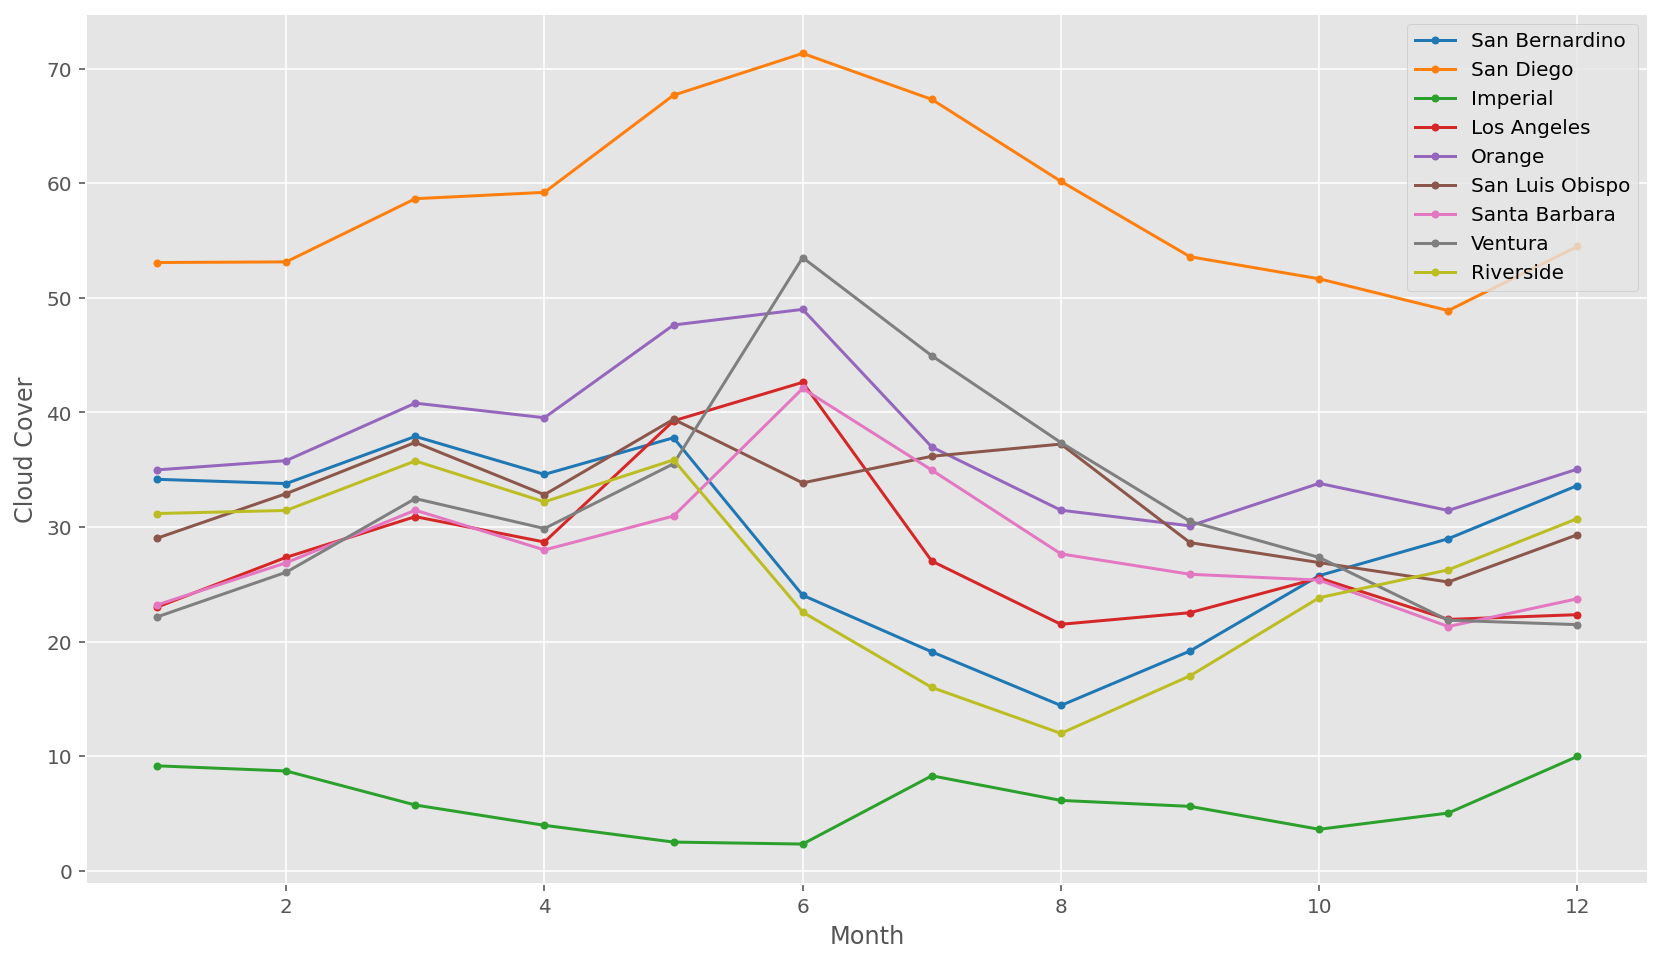 San Bernardino
San Diego
Imperial
Los Angeles
Orange
San Luis Obispo
Santa Barbara
Ventura
Riverside
Cloud Cover
70
60
50
40
30
20
10
0
2 4 6 8 10 12
Month